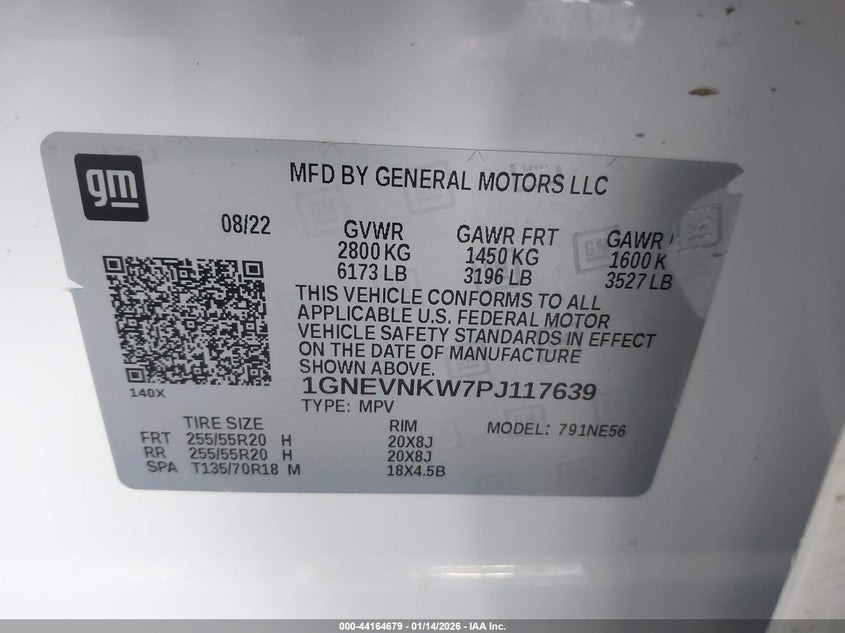 gm
MFD BY GENERAL MOTORS LLC
08/22 GVWR GAWR FRT GAWR
2800 KG 1450 KG 1600 K
6173 LB 3196 LB 3527 LB
THIS VEHICLE CONFORMS TO ALL
APPLICABLE U.S. FEDERAL MOTOR
VEHICLE SAFETY STANDARDS IN EFFECT
ON THE DATE OF MANUFACTURE
SHOWN ABOVE.
140X
1GNEVNKW7PJ117639
TYPE: MPV
TIRE SIZE RIM MODEL: 791NE56
FRT 255/55R20 H 20X8J
RR 255/55R20 H 20X8J
SPA T135/70R18 M 18X4.5B
000-44164679 - 01/14/2026 - IAA Inc.